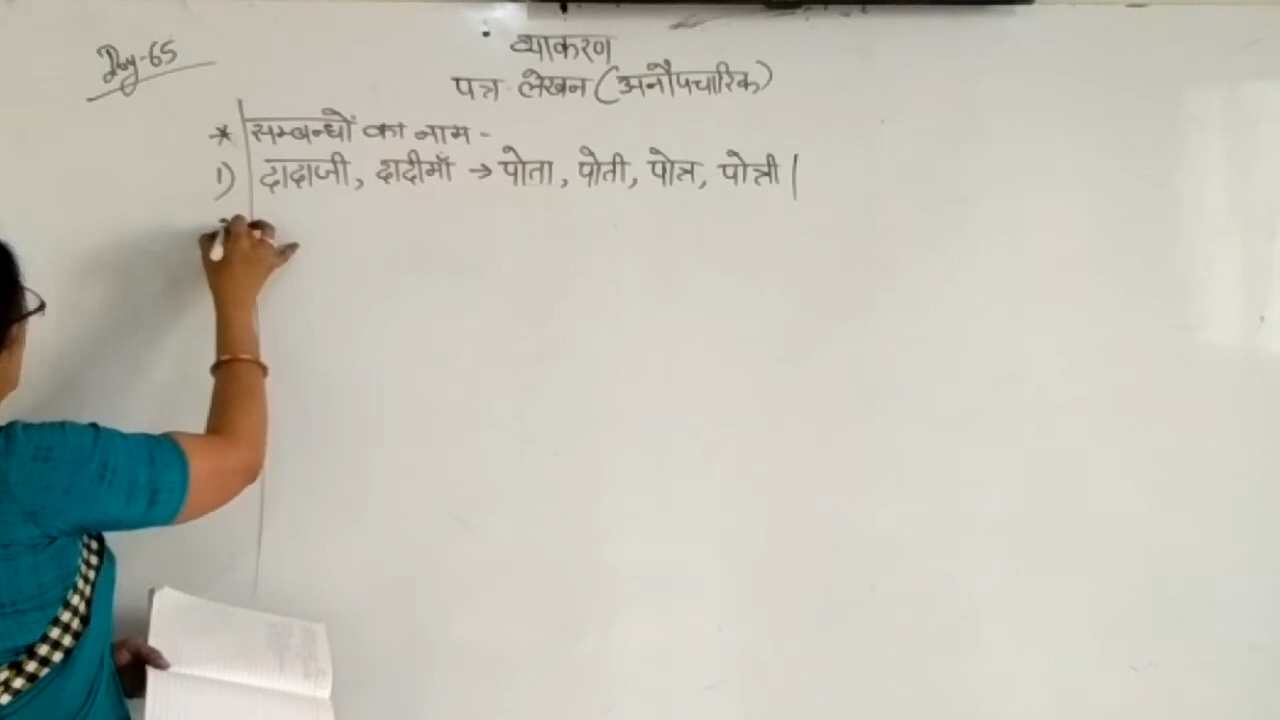 Day-65
व्याकरण
पत्र लेखन (अनौपचारिक)
* सम्बन्धों का नाम -
1) दादाजी, दादीमाँ → पोता, पोती, पोत्र, पोत्री |